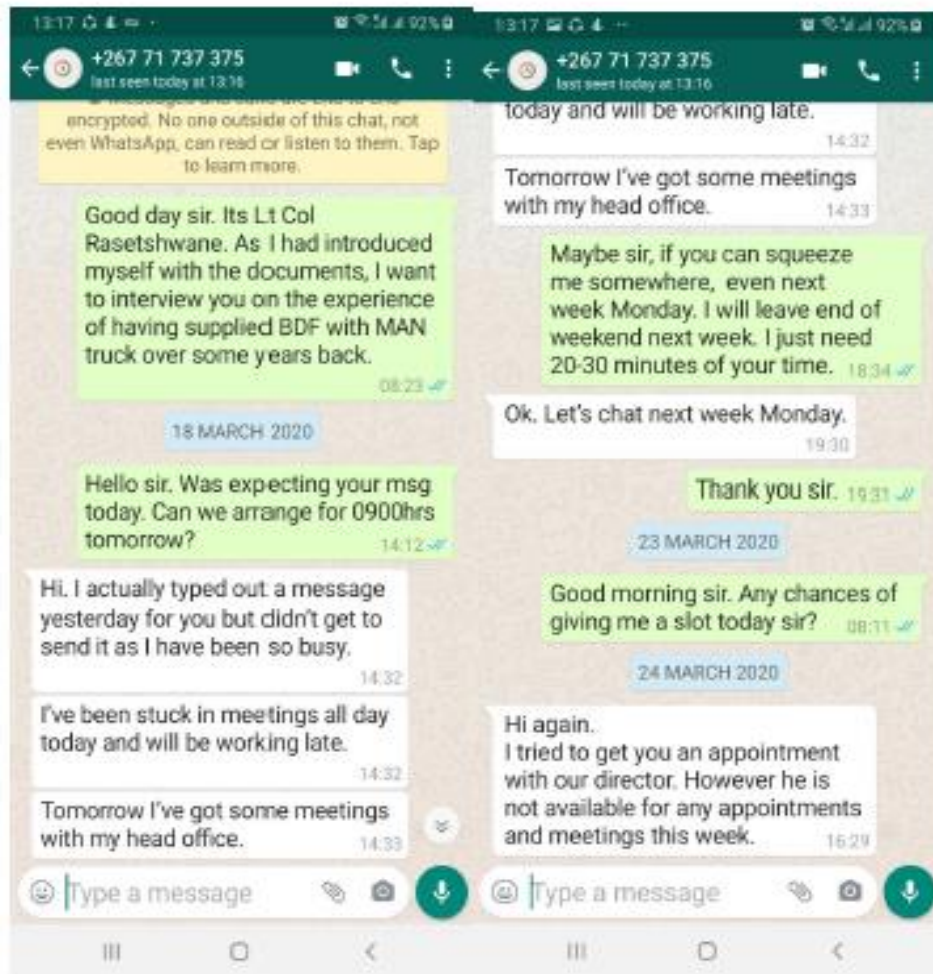 13:17
92%
+267 71 737 375
last seen today at 13:16
encrypted. No one outside of this chat, not
even WhatsApp, can read or listen to them. Tap
to learn more.
Good day sir. Its Lt Col
Rasetshwane. As I had introduced
myself with the documents, I want
to interview you on the experience
of having supplied BDF with MAN
truck over some years back.
08:23
18 MARCH 2020
Hello sir. Was expecting your msg
today. Can we arrange for 0900hrs
tomorrow?
14:12
Hi. I actually typed out a message
yesterday for you but didn't get to
send it as I have been so busy.
14:32
I've been stuck in meetings all day
today and will be working late.
14:32
Tomorrow I've got some meetings
with my head office.
14:33
Type a message
13:17
92%
+267 71 737 375
last seen today at 13:16
today and will be working late.
14:32
Tomorrow I've got some meetings
with my head office.
14:33
Maybe sir, if you can squeeze
me somewhere, even next
week Monday. I will leave end of
weekend next week. I just need
20-30 minutes of your time.
18:34
Ok. Let's chat next week Monday.
19:30
Thank you sir.
19:31
23 MARCH 2020
Good morning sir. Any chances of
giving me a slot today sir?
08:11
24 MARCH 2020
Hi again.
I tried to get you an appointment
with our director. However he is
not available for any appointments
and meetings this week.
16:29
Type a message